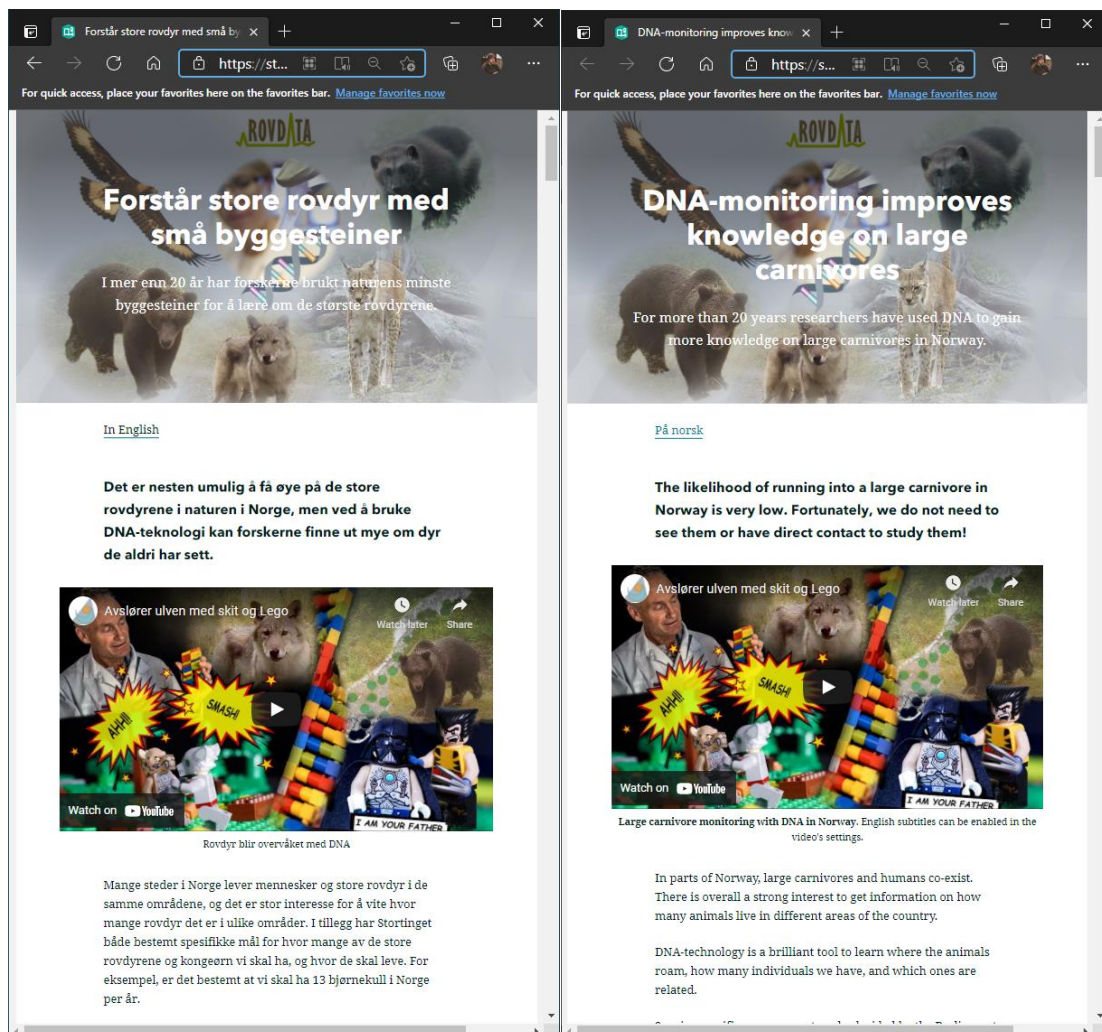 Forstår store rovdyr med små by
For quick access, place your favorites here on the favorites bar. Manage favorites now
https://st...
ROVDATA
Forstår store rovdyr med
små byggesteiner
I mer enn 20 år har forskerne brukt naturens minste
byggesteiner for å lære om de største rovdyrene.
In English
Det er nesten umulig å få øye på de store
rovdyrene i naturen i Norge, men ved å bruke
DNA-teknologi kan forskerne finne ut mye om dyr
de aldri har sett.
Avslører ulven med skit og Lego
Watch later
Share
AHH!!
SMASH!
Watch on YouTube
I AM YOUR FATHER
Rovdyr blir overvåket med DNA
Mange steder i Norge lever mennesker og store rovdyr i de
samme områdene, og det er stor interesse for å vite hvor
mange rovdyr det er i ulike områder. I tillegg har Stortinget
både bestemt spesifikke mål for hvor mange av de store
rovdyrene og kongeørn vi skal ha, og hvor de skal leve. For
eksempel, er det bestemt at vi skal ha 13 bjørnekull i Norge
per år.
DNA-monitoring improves know
https://s...
For quick access, place your favorites here on the favorites bar. Manage favorites now
ROVDATA
DNA-monitoring improves
knowledge on large
carnivores
For more than 20 years researchers have used DNA to gain
more knowledge on large carnivores in Norway.
På norsk
The likelihood of running into a large carnivore in
Norway is very low. Fortunately, we do not need to
see them or have direct contact to study them!
Avslører ulven med skit og Lego
Watch later
Share
AHH!!
SMASH!
Watch on YouTube
I AM YOUR FATHER
Large carnivore monitoring with DNA in Norway. English subtitles can be enabled in the
video's settings.
In parts of Norway, large carnivores and humans co-exist.
There is overall a strong interest to get information on how
many animals live in different areas of the country.
DNA-technology is a brilliant tool to learn where the animals
roam, how many individuals we have, and which ones are
related.